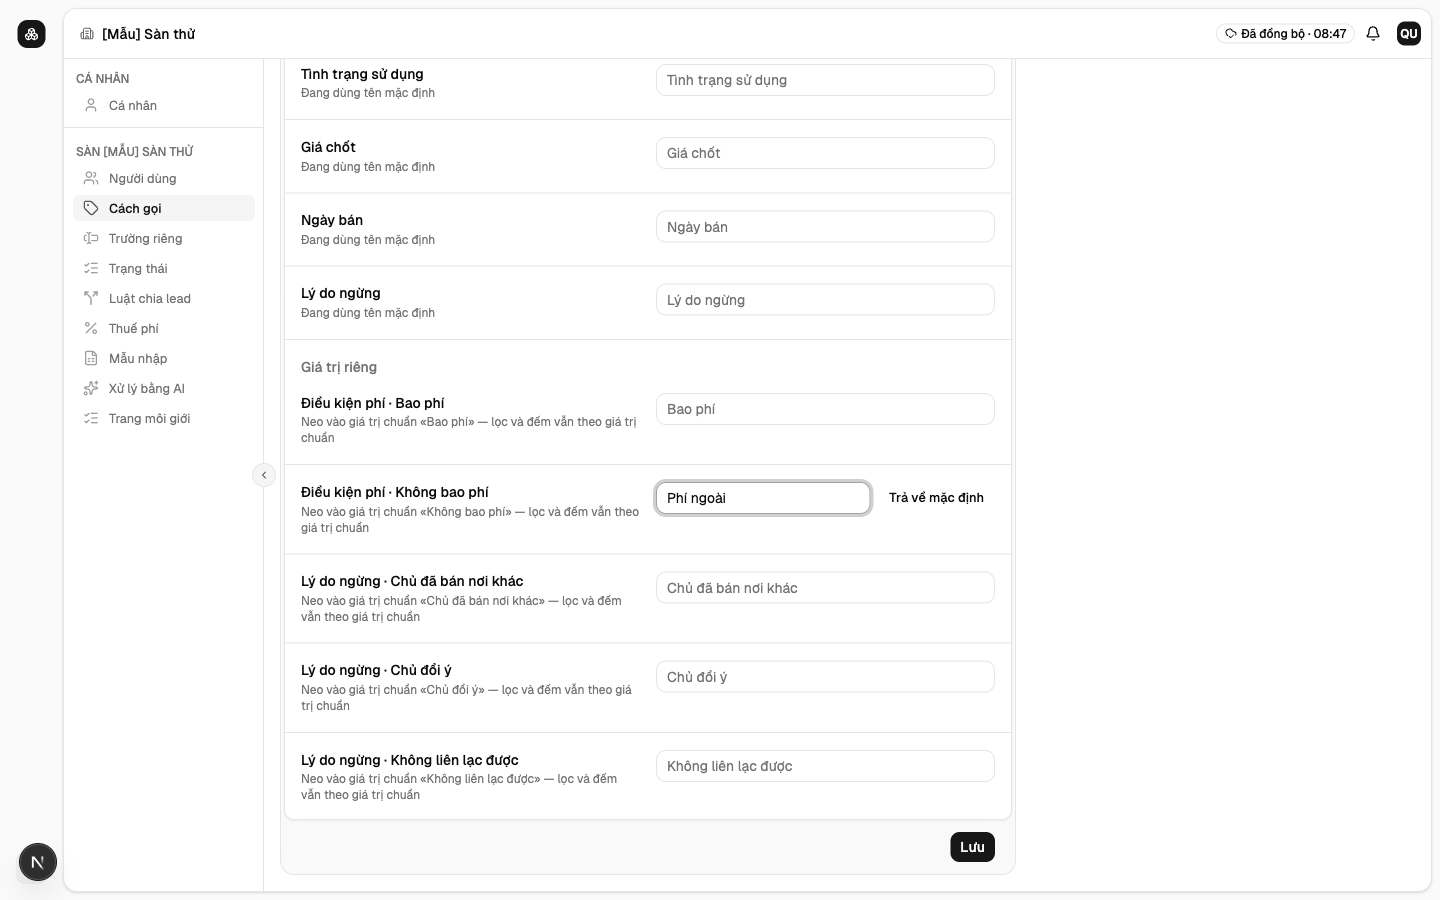 [Mẫu] Sàn thử
Đã đồng bộ · 08:47
QU
CÁ NHÂN
Cá nhân
SÀN [MẪU] SÀN THỬ
Người dùng
Cách gọi
Trường riêng
Trạng thái
Luật chia lead
Thuế phí
Mẫu nhập
Xử lý bằng AI
Trang môi giới
Tình trạng sử dụng
Đang dùng tên mặc định
Tình trạng sử dụng
Giá chốt
Đang dùng tên mặc định
Giá chốt
Ngày bán
Đang dùng tên mặc định
Ngày bán
Lý do ngừng
Đang dùng tên mặc định
Lý do ngừng
Giá trị riêng
Điều kiện phí · Bao phí
Neo vào giá trị chuẩn «Bao phí» — lọc và đếm vẫn theo giá trị
chuẩn
Bao phí
Điều kiện phí · Không bao phí
Neo vào giá trị chuẩn «Không bao phí» — lọc và đếm vẫn theo
giá trị chuẩn
Phí ngoài
Trả về mặc định
Lý do ngừng · Chủ đã bán nơi khác
Neo vào giá trị chuẩn «Chủ đã bán nơi khác» — lọc và đếm
vẫn theo giá trị chuẩn
Chủ đã bán nơi khác
Lý do ngừng · Chủ đổi ý
Neo vào giá trị chuẩn «Chủ đổi ý» — lọc và đếm vẫn theo giá
trị chuẩn
Chủ đổi ý
Lý do ngừng · Không liên lạc được
Neo vào giá trị chuẩn «Không liên lạc được» — lọc và đếm
vẫn theo giá trị chuẩn
Không liên lạc được
Lưu
N